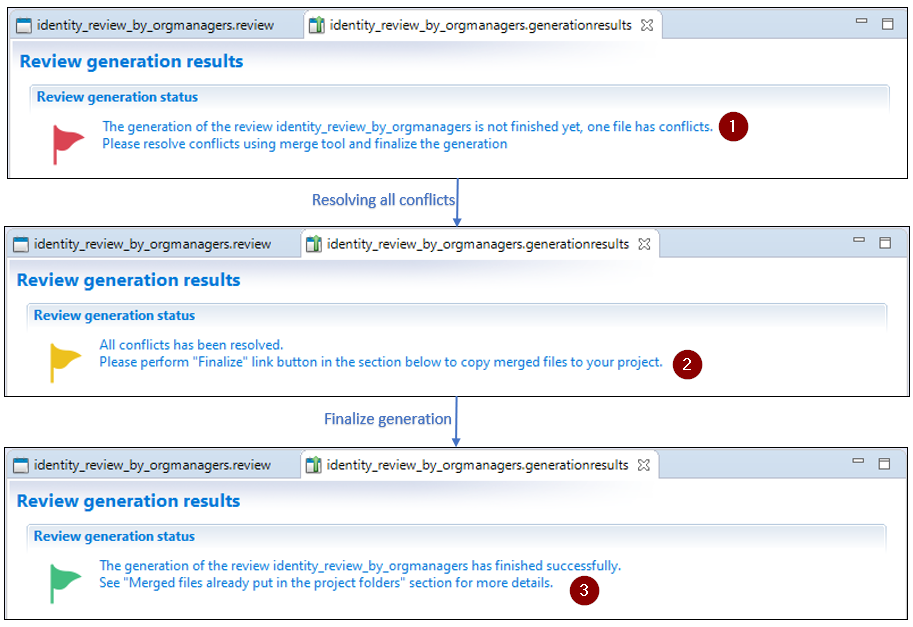 identity_review_by_orgmanagers.review identity_review_by_orgmanagers.generationresults
Review generation results
Review generation status
The generation of the review identity_review_by_orgmanagers is not finished yet, one file has conflicts. 1
Please resolve conflicts using merge tool and finalize the generation
Resolving all conflicts
identity_review_by_orgmanagers.review identity_review_by_orgmanagers.generationresults
Review generation results
Review generation status
All conflicts has been resolved.
Please perform "Finalize" link button in the section below to copy merged files to your project. 2
Finalize generation
identity_review_by_orgmanagers.review identity_review_by_orgmanagers.generationresults
Review generation results
Review generation status
The generation of the review identity_review_by_orgmanagers has finished successfully.
See "Merged files already put in the project folders" section for more details. 3